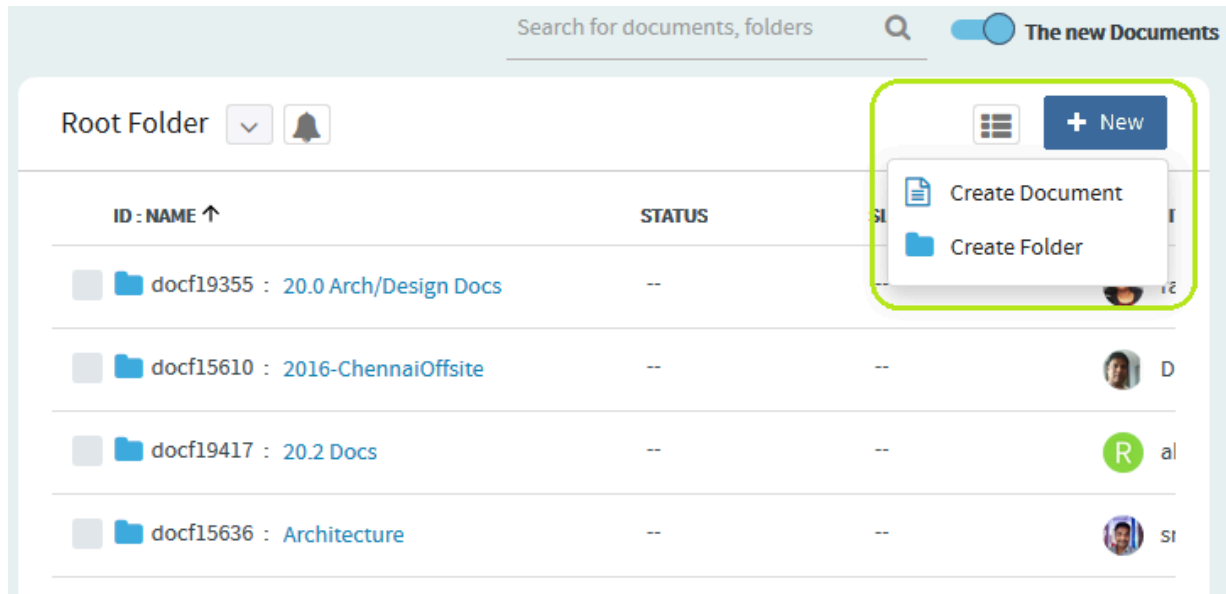 Search for documents, folders
The new Documents
Root Folder
+ New
Create Document
Create Folder
ID : NAME ↑ STATUS
docf19355 : 20.0 Arch/Design Docs -- --
docf15610 : 2016-ChennaiOffsite -- -- D
docf19417 : 20.2 Docs -- -- R al
docf15636 : Architecture -- --